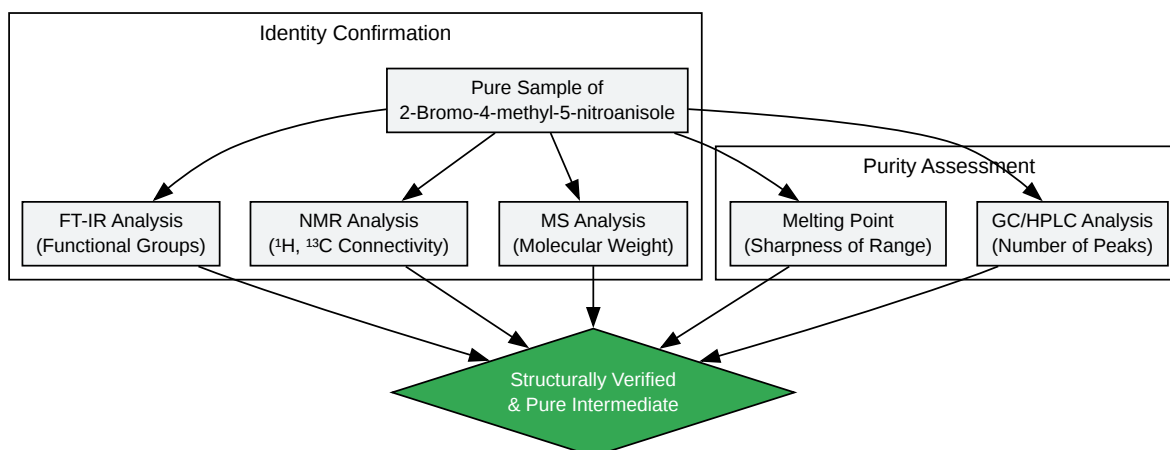 Identity Confirmation
Pure Sample of
2-Bromo-4-methyl-5-nitroanisole
Purity Assessment
FT-IR Analysis
(Functional Groups)
NMR Analysis
(¹H, ¹³C Connectivity)
MS Analysis
(Molecular Weight)
Melting Point
(Sharpness of Range)
GC/HPLC Analysis
(Number of Peaks)
Structurally Verified
& Pure Intermediate